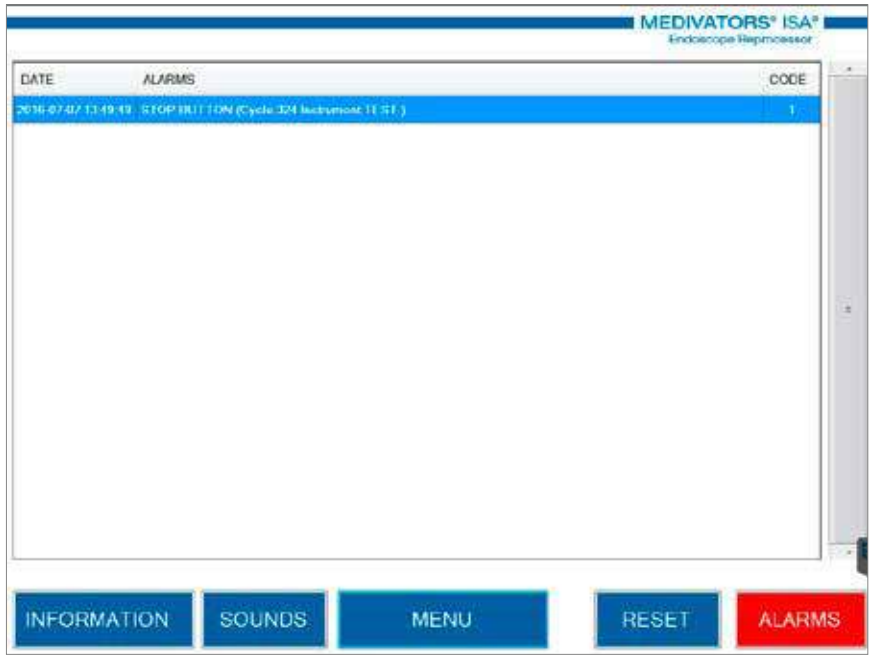 MEDIVATORS® ISA®
Endoscope Reprocessor
DATE ALARMS CODE
2016-07-07 13:49:49 STOP BUTTON (Cycle 324 Instrument TEST ) 1
INFORMATION SOUNDS MENU RESET ALARMS